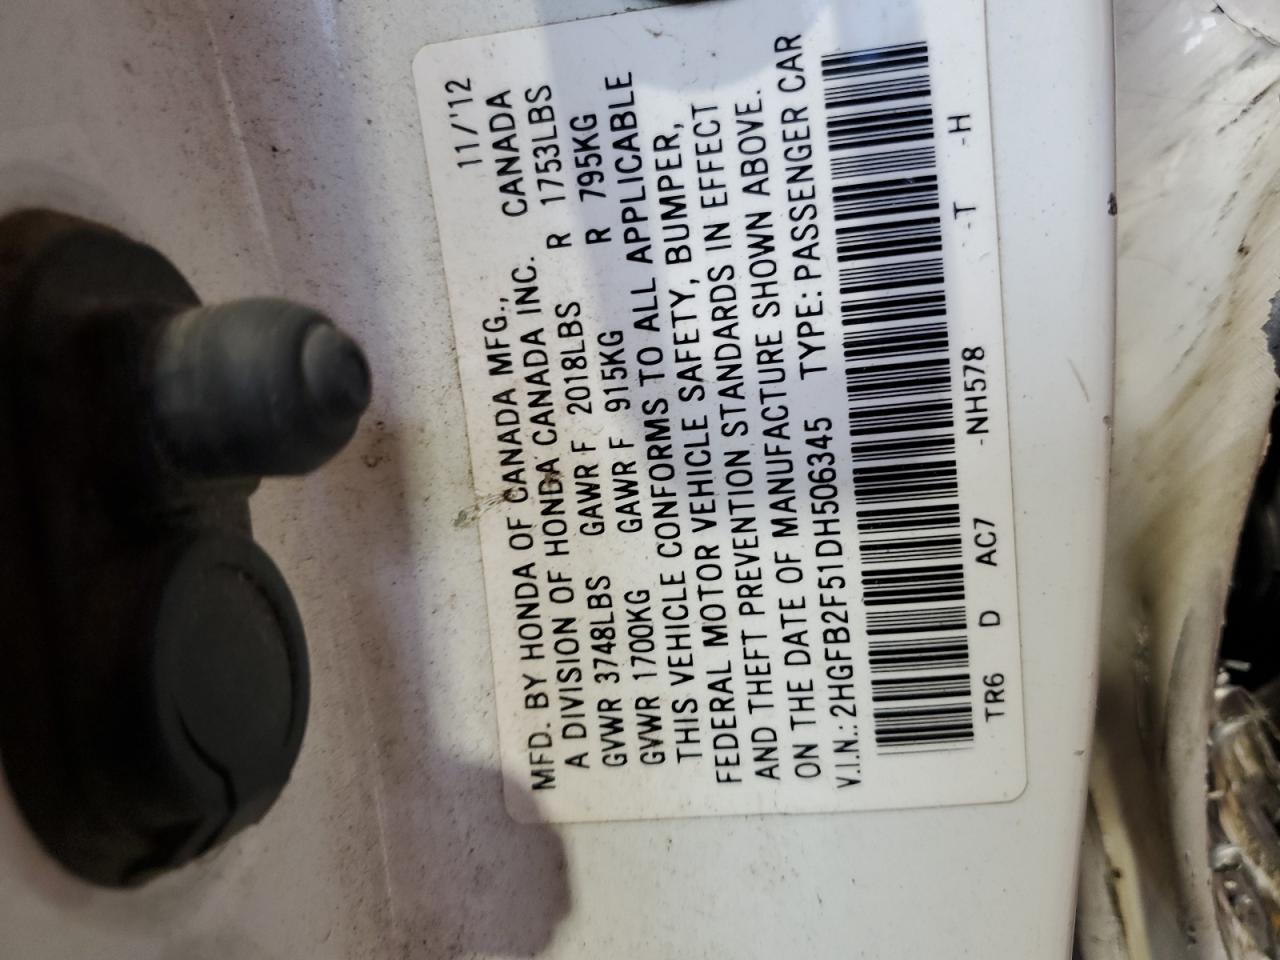 11/'12
MFD. BY HONDA OF CANADA MFG., CANADA
A DIVISION OF HONDA CANADA INC.
GVWR 3748LBS GAWR F 2018LBS R 1753LBS
GVWR 1700KG GAWR F 915KG R 795KG
THIS VEHICLE CONFORMS TO ALL APPLICABLE
FEDERAL MOTOR VEHICLE SAFETY, BUMPER,
AND THEFT PREVENTION STANDARDS IN EFFECT
ON THE DATE OF MANUFACTURE SHOWN ABOVE.
V.I.N.: 2HGFB2F51DH506345 TYPE: PASSENGER CAR
TR6 D AC7 -NH578 -T -H